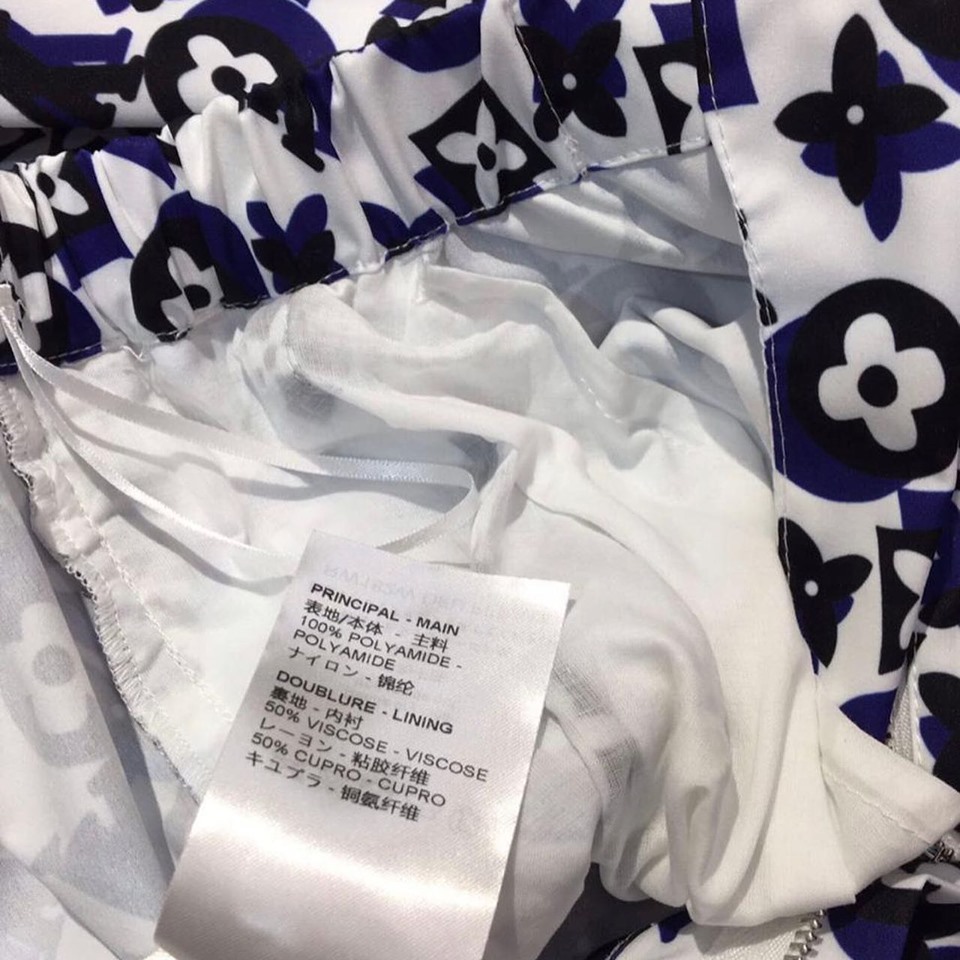 PRINCIPAL - MAIN
表地/本体 - 主料
100% POLYAMIDE -
POLYAMIDE
ナイロン - 锦纶
DOUBLURE - LINING
裏地 - 内衬
50% VISCOSE - VISCOSE
レーヨン - 粘胶纤维
50% CUPRO - CUPRO
キュプラ - 铜氨纤维